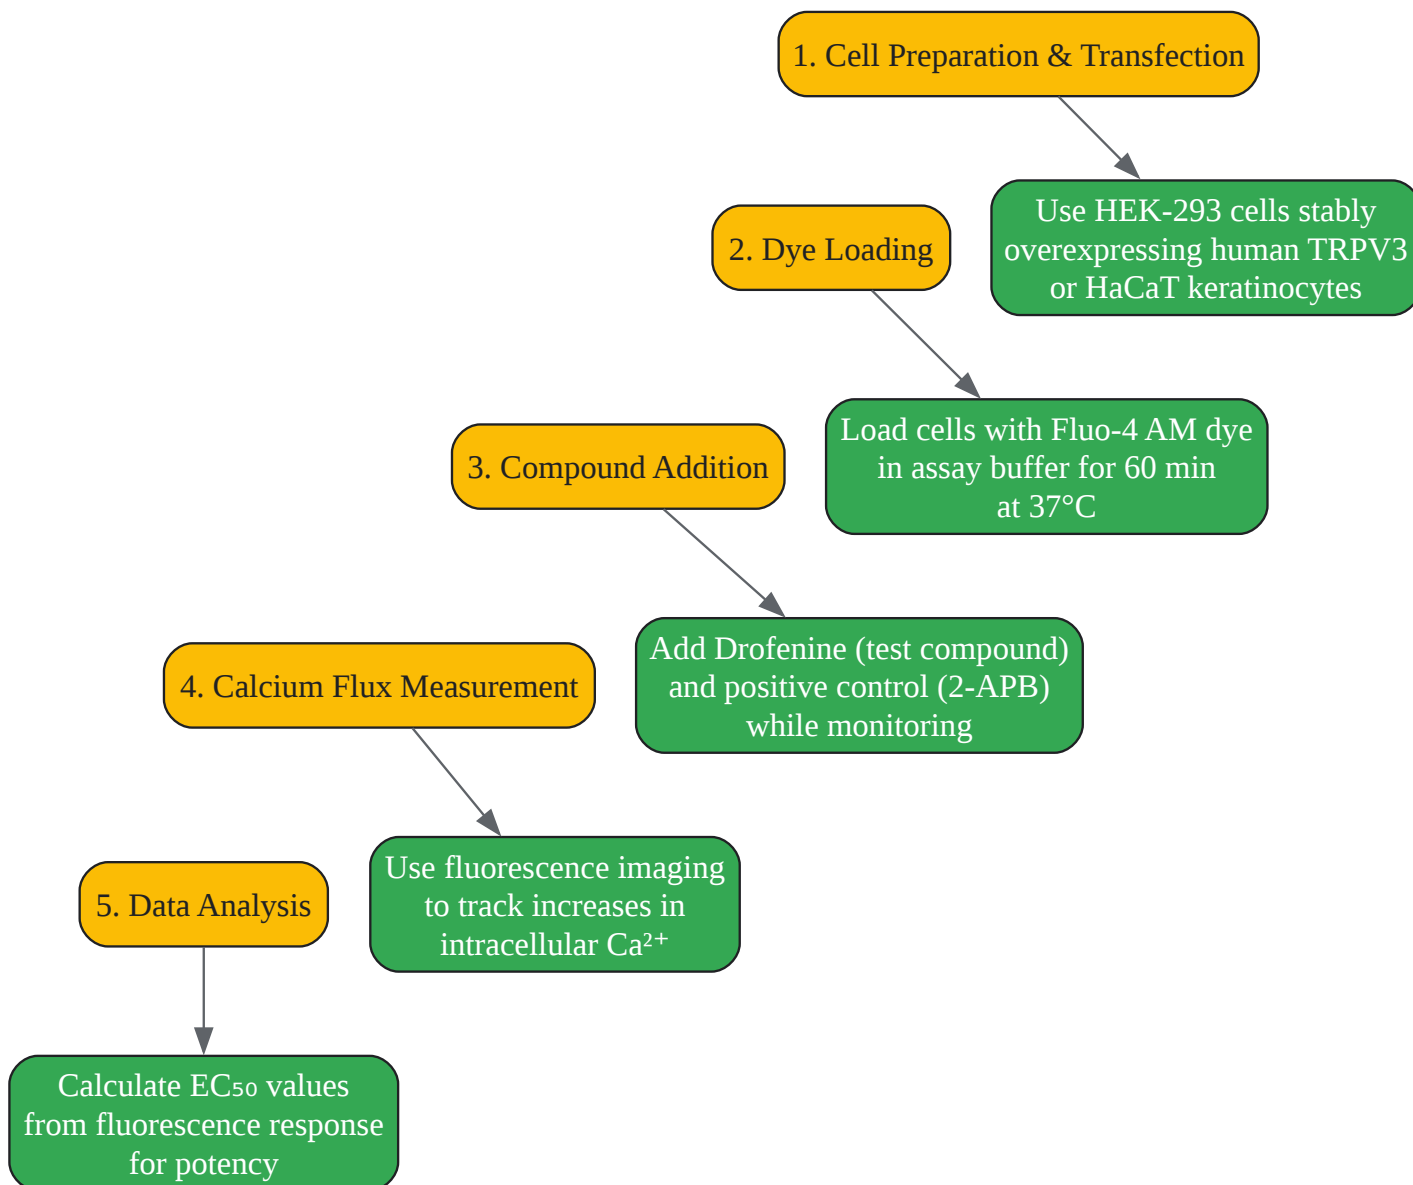 1. Cell Preparation & Transfection
Use HEK-293 cells stably
overexpressing human TRPV3
or HaCaT keratinocytes
2. Dye Loading
Load cells with Fluo-4 AM dye
in assay buffer for 60 min
at 37°C
3. Compound Addition
Add Drofenine (test compound)
and positive control (2-APB)
while monitoring
4. Calcium Flux Measurement
Use fluorescence imaging
to track increases in
intracellular Ca²⁺
5. Data Analysis
Calculate EC₅₀ values
from fluorescence response
for potency